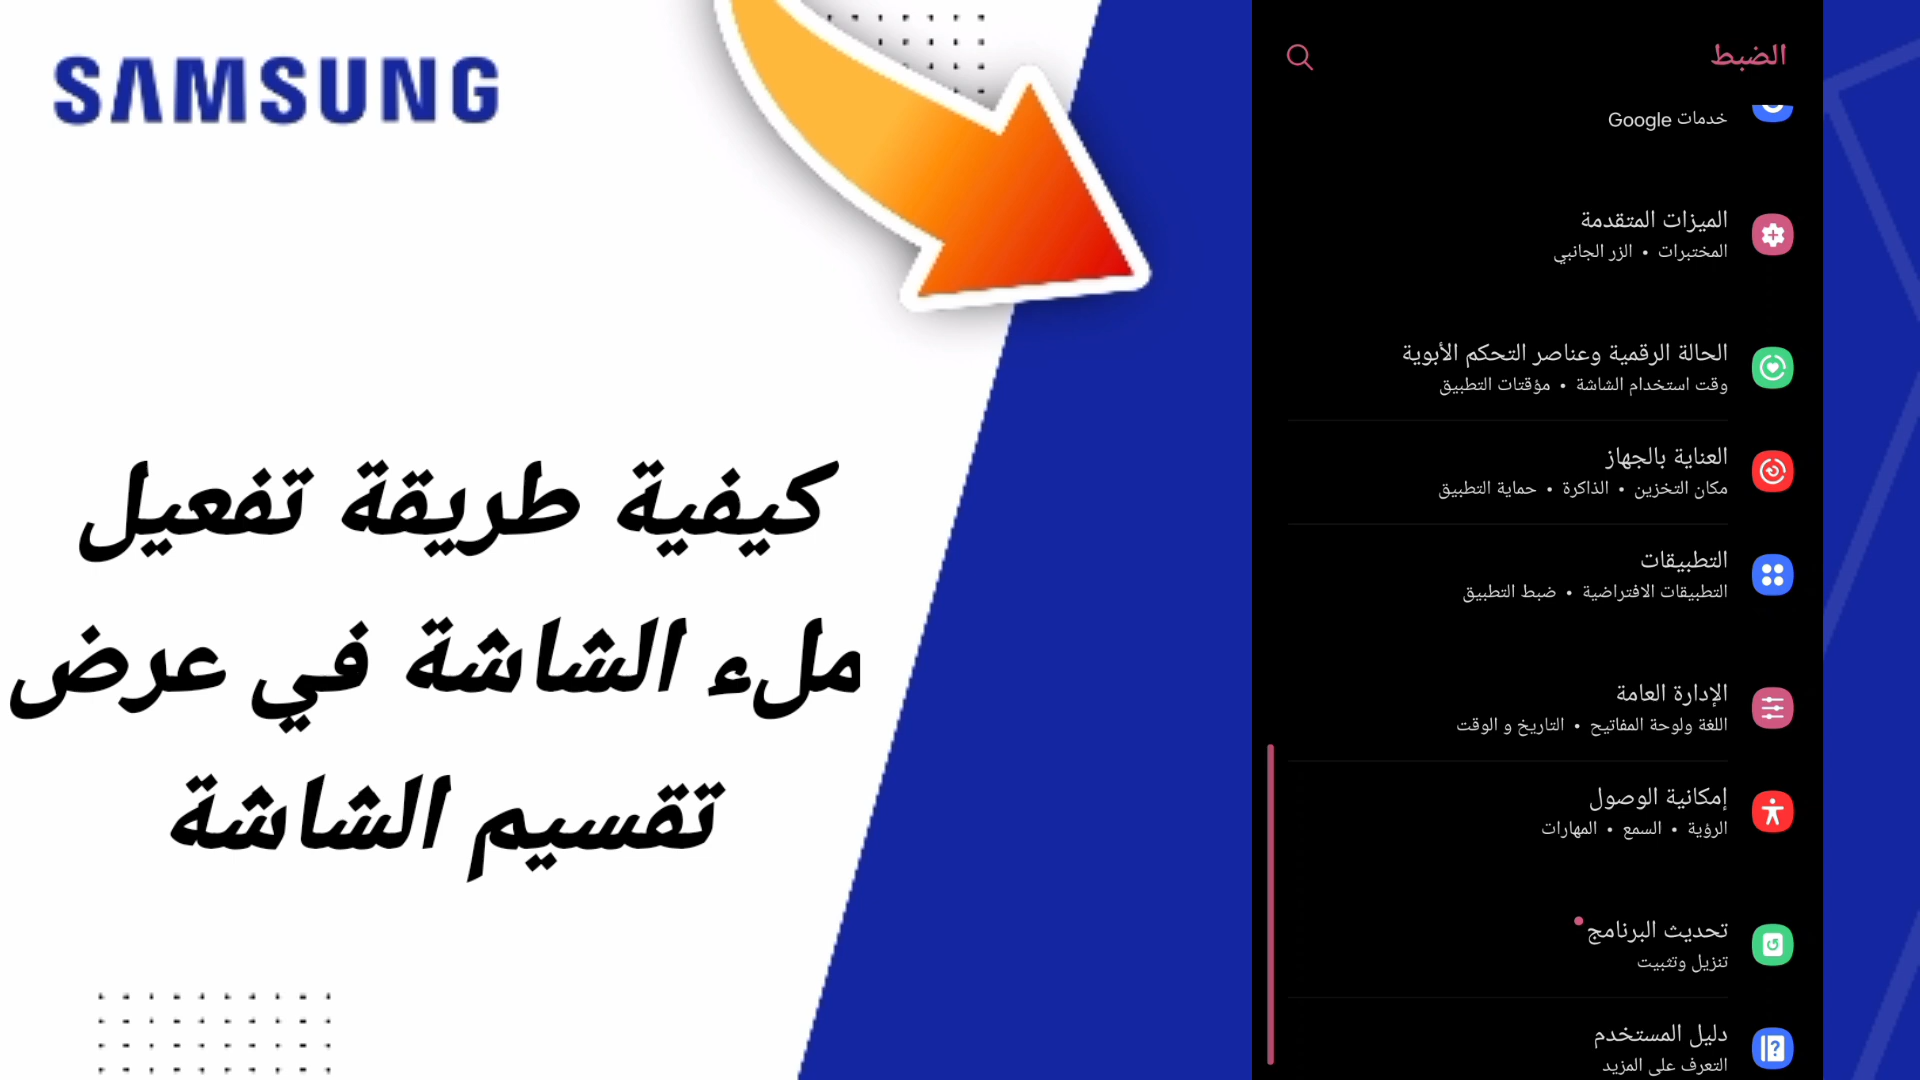 SAMSUNG
كيفية طريقة تفعيل
ملء الشاشة في عرض
تقسيم الشاشة
الضبط
خدمات Google
الميزات المتقدمة
المختبرات • الزر الجانبي
الحالة الرقمية وعناصر التحكم الأبوية
وقت استخدام الشاشة • مؤقتات التطبيق
العناية بالجهاز
مكان التخزين • الذاكرة • حماية التطبيق
التطبيقات
التطبيقات الافتراضية • ضبط التطبيق
الإدارة العامة
اللغة ولوحة المفاتيح • التاريخ و الوقت
إمكانية الوصول
الرؤية • السمع • المهارات
تحديث البرنامج
تنزيل وتثبيت
دليل المستخدم
التعرف على المزيد